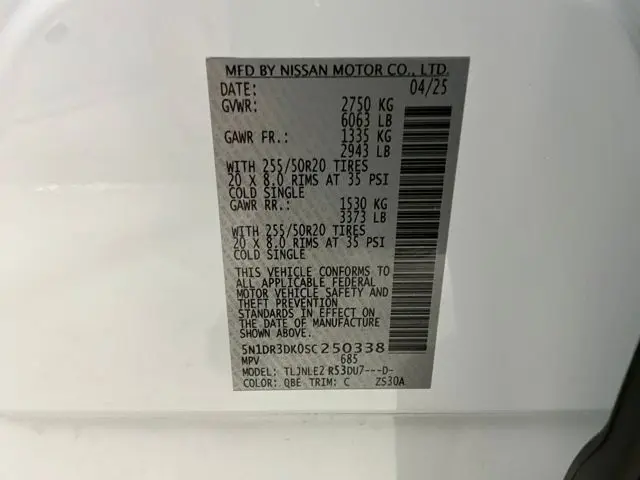 MFD BY NISSAN MOTOR CO., LTD.
DATE: 04/25
GVWR: 2750 KG
6063 LB
GAWR FR.: 1335 KG
2943 LB
WITH 255/50R20 TIRES
20 X 8.0 RIMS AT 35 PSI
COLD SINGLE
GAWR RR.: 1530 KG
3373 LB
WITH 255/50R20 TIRES
20 X 8.0 RIMS AT 35 PSI
COLD SINGLE
THIS VEHICLE CONFORMS TO
ALL APPLICABLE FEDERAL
MOTOR VEHICLE SAFETY AND
THEFT PREVENTION
STANDARDS IN EFFECT ON
THE DATE OF MANUFACTURE
SHOWN ABOVE.
5N1DR3DK0SC250338
MPV 685
MODEL: TLJNLE2 R53DU7---D-
COLOR: QBE TRIM: C ZS30A